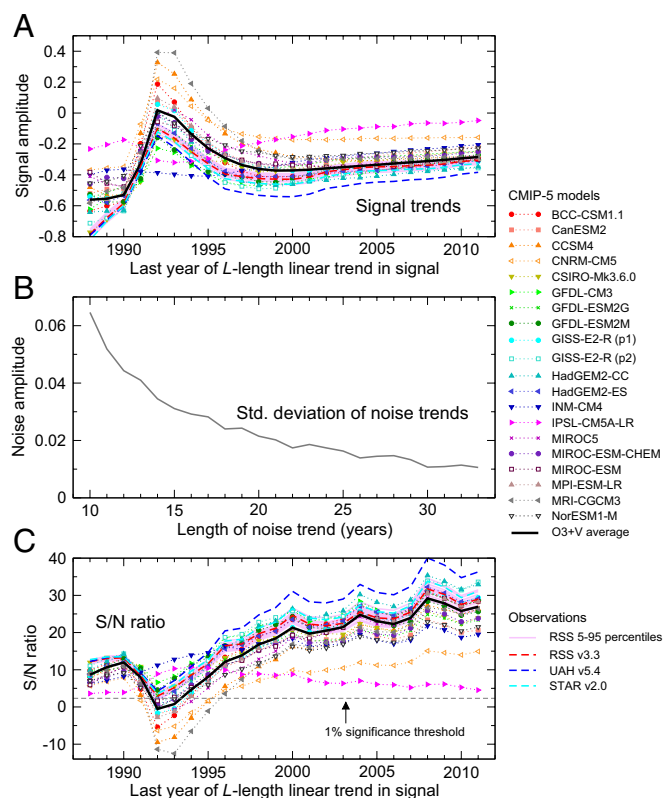 A
0.4
0.2
0
-0.2
-0.4
-0.6
-0.8
Signal amplitude
Signal trends
1990 1995 2000 2005 2010
Last year of L-length linear trend in signal
B
0.06
0.04
0.02
0
Noise amplitude
Std. deviation of noise trends
10 15 20 25 30
Length of noise trend (years)
C
40
30
20
10
0
-10
S/N ratio
S/N ratio
1% significance threshold
1990 1995 2000 2005 2010
Last year of L-length linear trend in signal
CMIP-5 models
BCC-CSM1.1
CanESM2
CCSM4
CNRM-CM5
CSIRO-Mk3.6.0
GFDL-CM3
GFDL-ESM2G
GFDL-ESM2M
GISS-E2-R (p1)
GISS-E2-R (p2)
HadGEM2-CC
HadGEM2-ES
INM-CM4
IPSL-CM5A-LR
MIROC5
MIROC-ESM-CHEM
MIROC-ESM
MPI-ESM-LR
MRI-CGCM3
NorESM1-M
O3+V average
Observations
RSS 5-95 percentiles
RSS v3.3
UAH v5.4
STAR v2.0